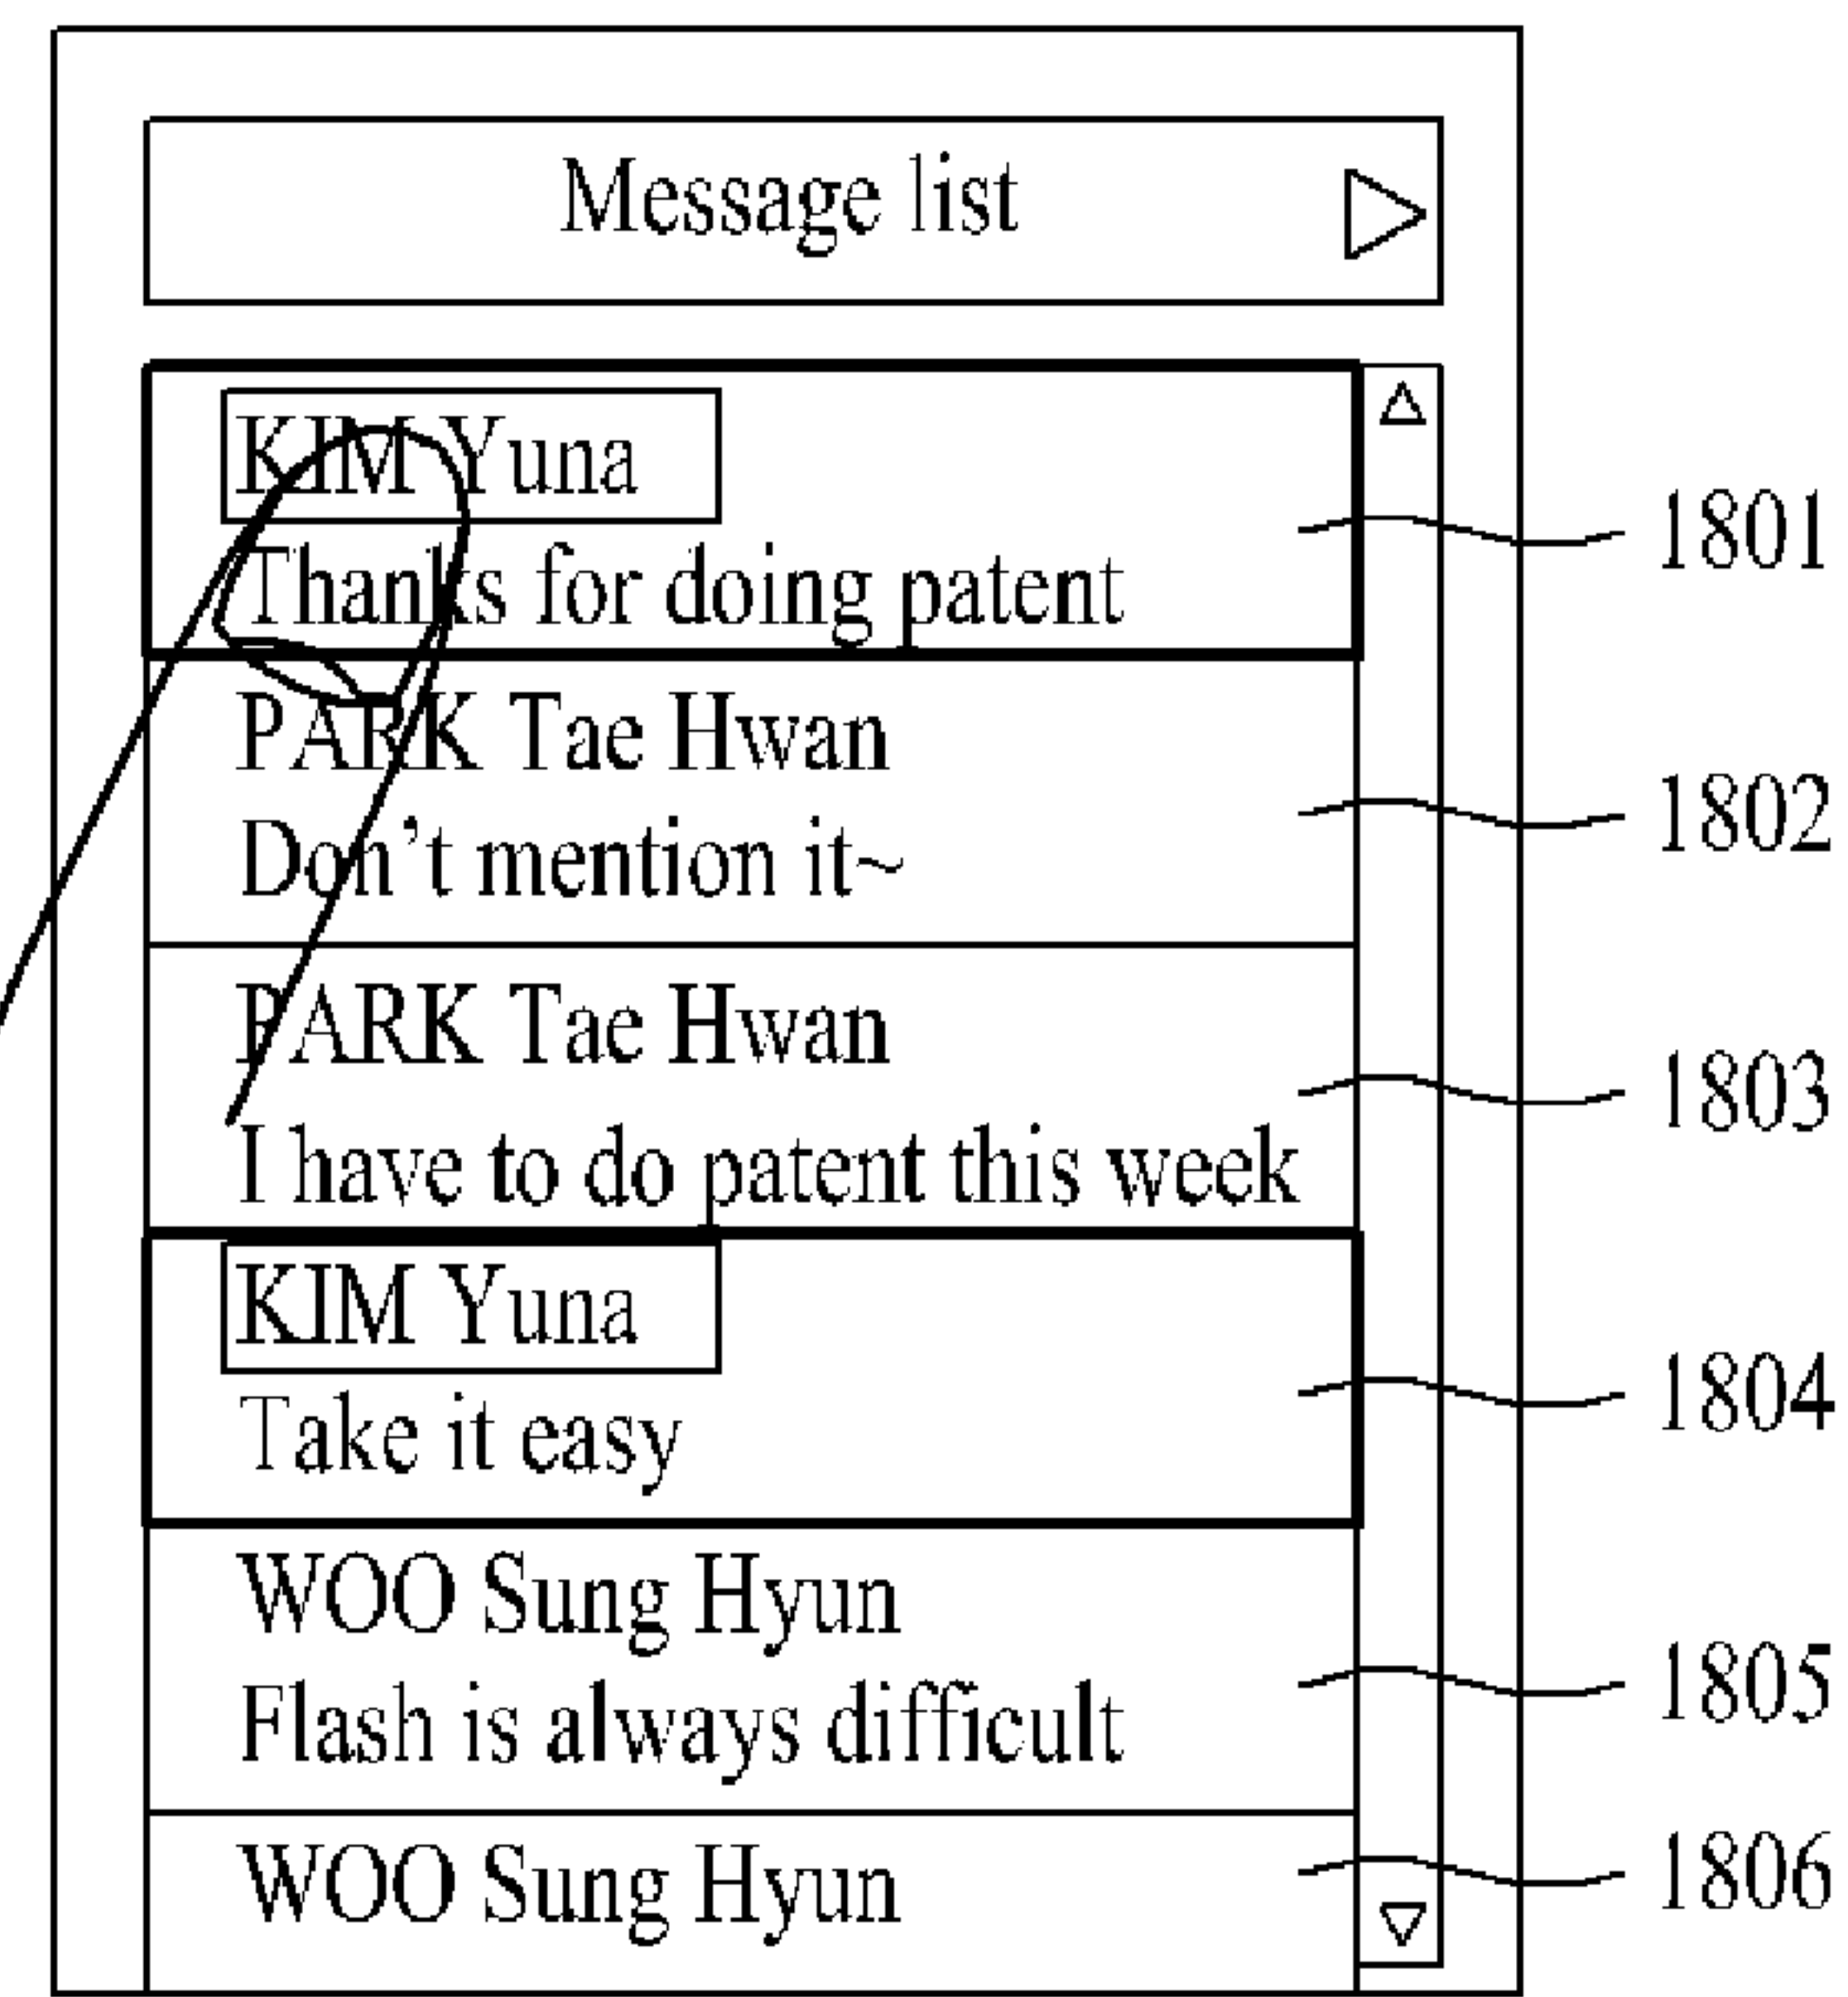 Message list
KIM Yuna
Thanks for doing patent
1801
PARK Tae Hwan
Don't mention it~
1802
PARK Tae Hwan
I have to do patent this week
1803
KIM Yuna
Take it easy
1804
WOO Sung Hyun
Flash is always difficult
1805
WOO Sung Hyun
1806